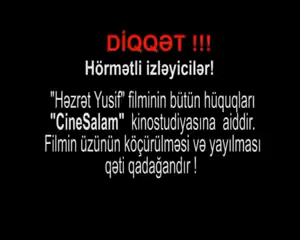 DİQQƏT !!!
Hörmətli izləyicilər!
"Həzrət Yusif" filminin bütün hüquqları
"CineSalam" kinostudiyasına aiddir.
Filmin üzünün köçürülməsi və yayılması
qəti qadağandır !